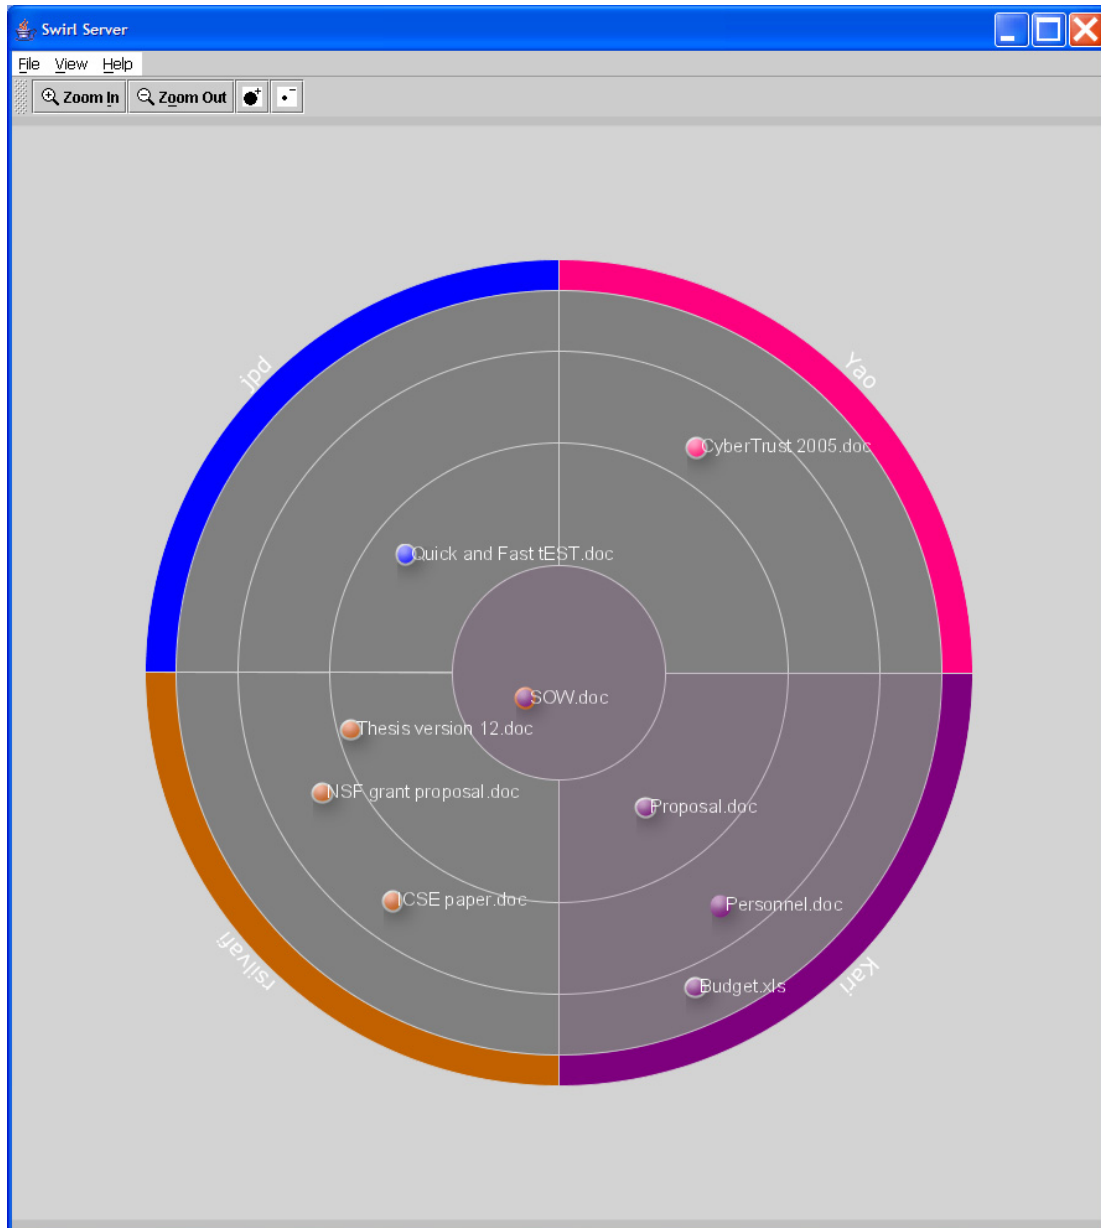 Swirl Server
File View Help
Zoom In Zoom Out
jpd
Yao
CyberTrust 2005.doc
Quick and Fast tEST.doc
SOW.doc
Thesis version 12.doc
NSF grant proposal.doc
Proposal.doc
ICSE paper.doc
Personnel.doc
rsilvafi
Kari
Budget.xls